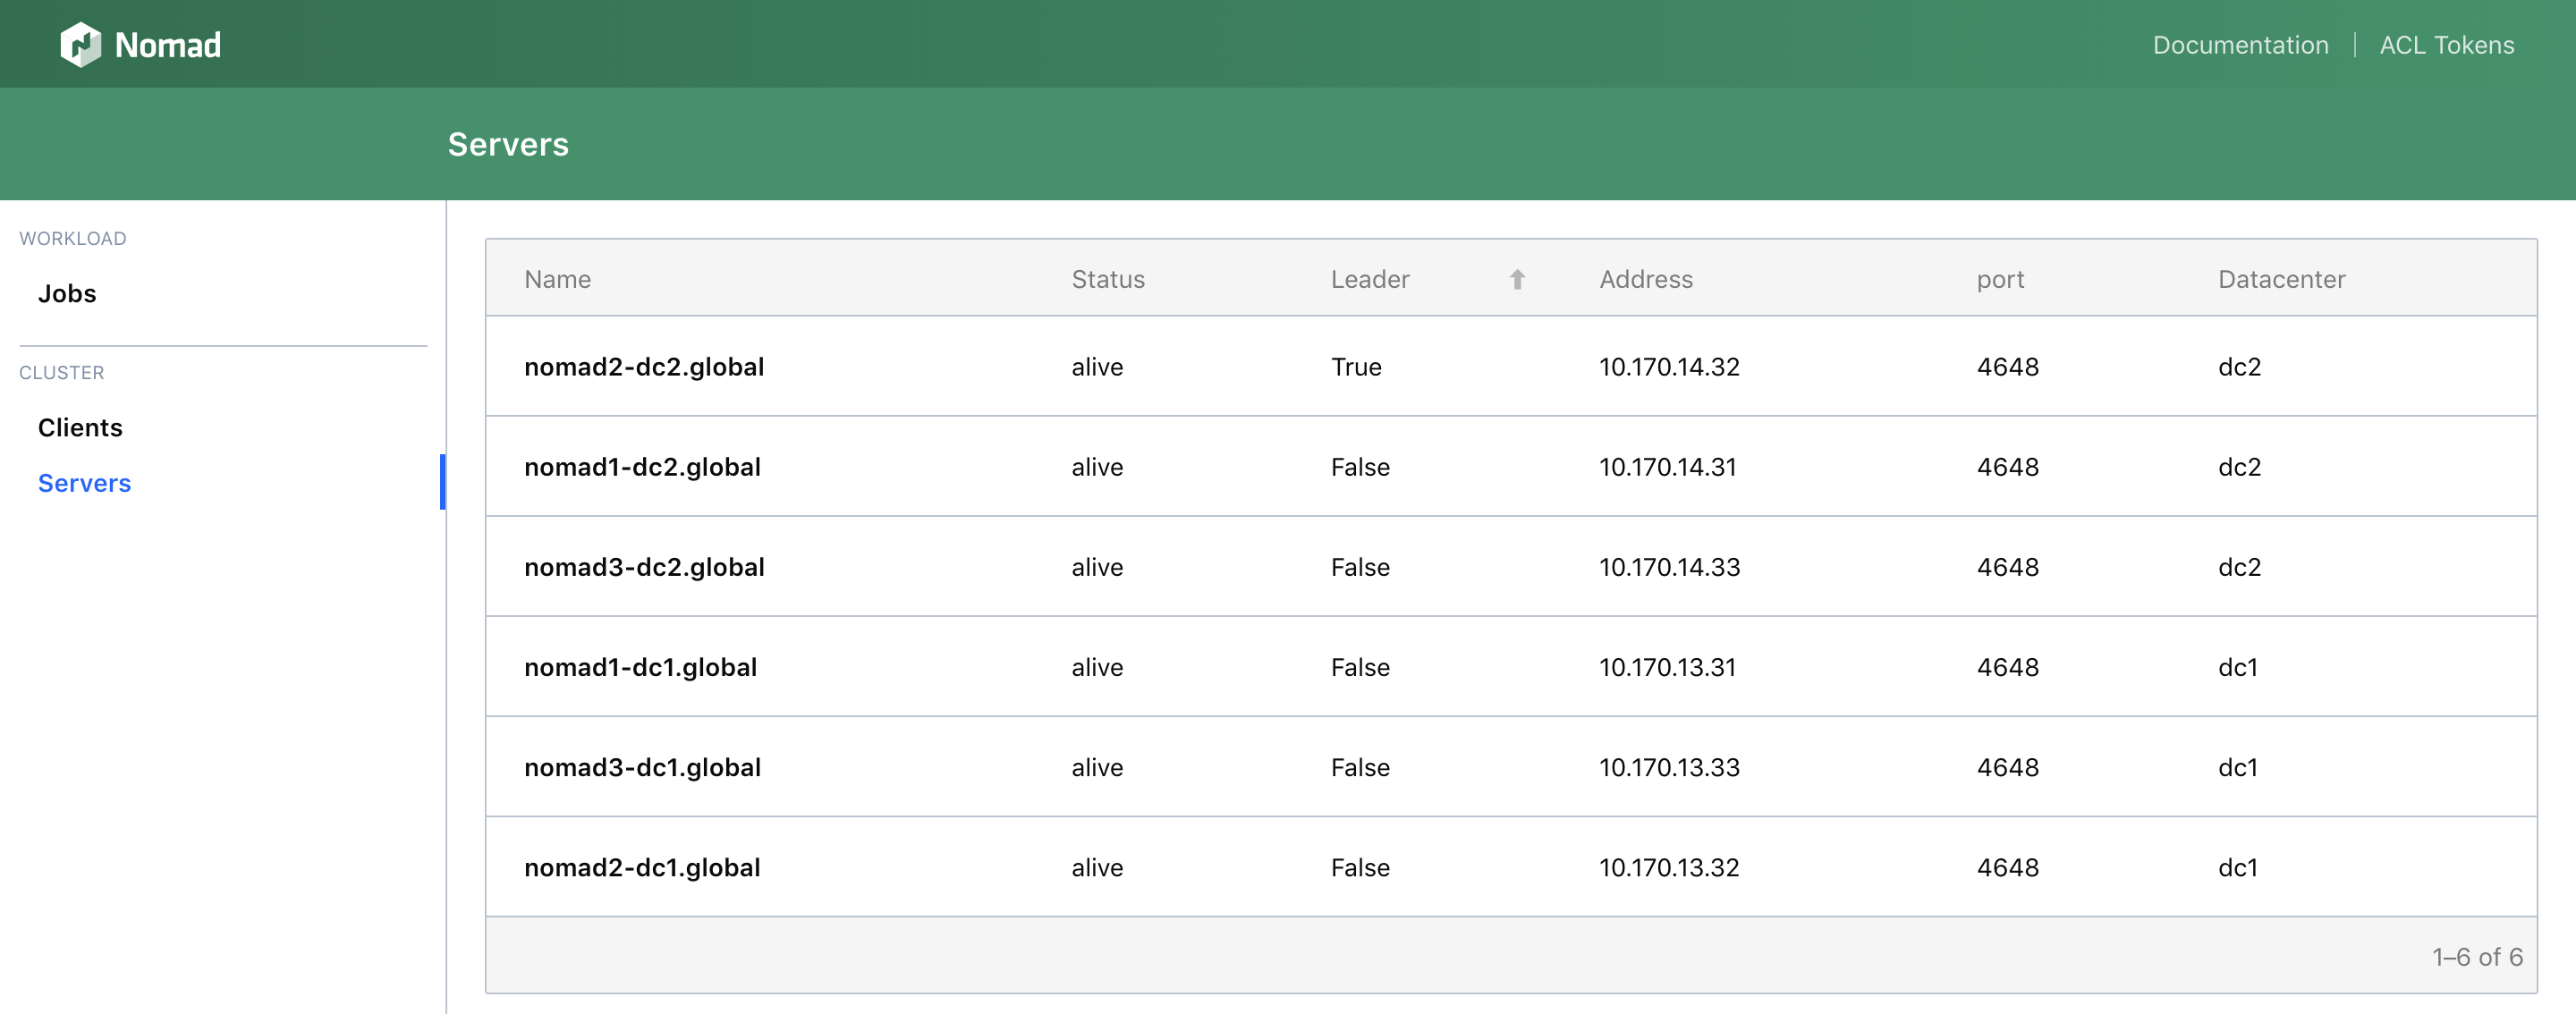 Nomad
Documentation ACL Tokens
Servers
WORKLOAD
Jobs
CLUSTER
Clients
Servers
Name Status Leader Address port Datacenter
nomad2-dc2.global alive True 10.170.14.32 4648 dc2
nomad1-dc2.global alive False 10.170.14.31 4648 dc2
nomad3-dc2.global alive False 10.170.14.33 4648 dc2
nomad1-dc1.global alive False 10.170.13.31 4648 dc1
nomad3-dc1.global alive False 10.170.13.33 4648 dc1
nomad2-dc1.global alive False 10.170.13.32 4648 dc1
1–6 of 6